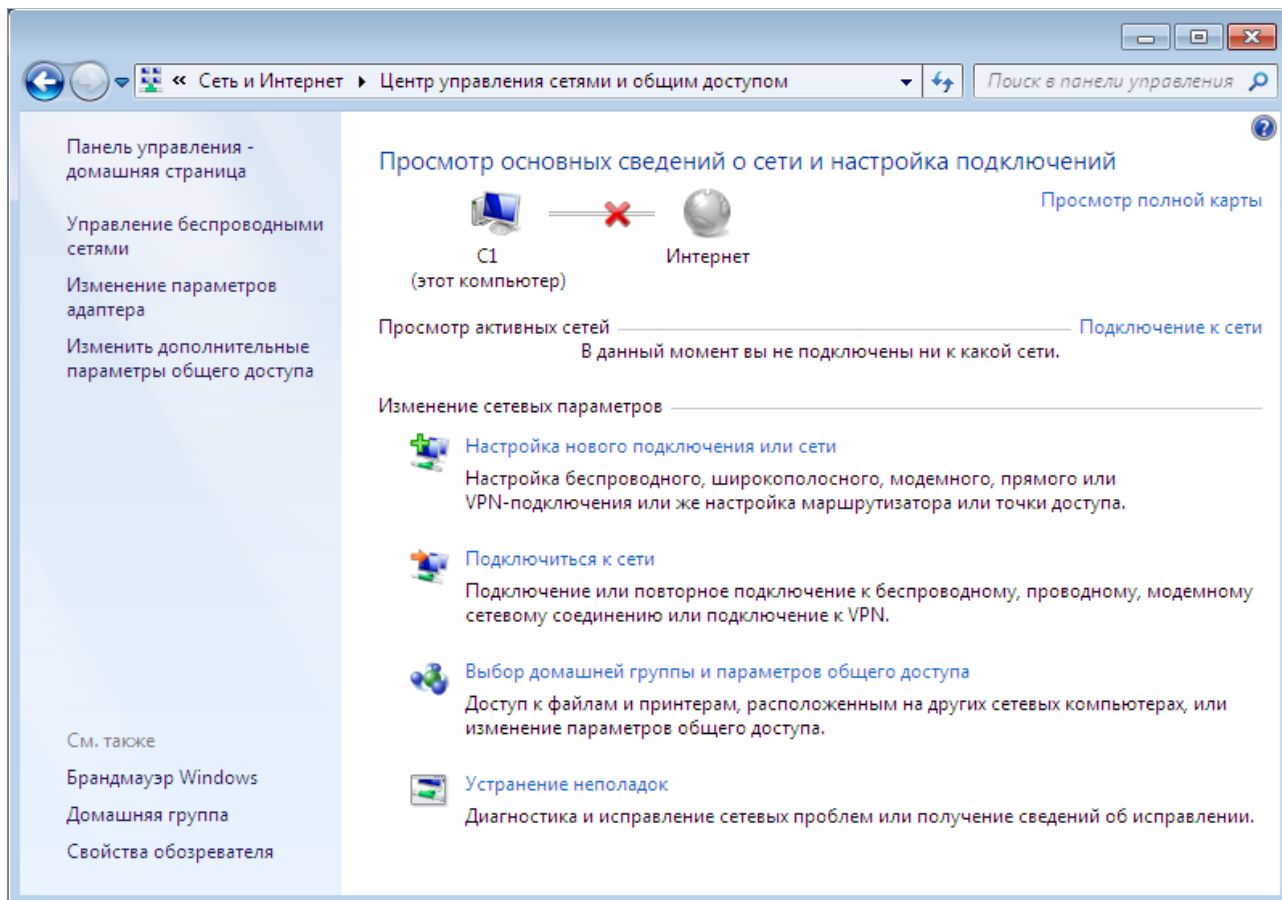 « Сеть и Интернет ▸ Центр управления сетями и общим доступом
Поиск в панели управления
Панель управления -
домашняя страница
Управление беспроводными
сетями
Изменение параметров
адаптера
Изменить дополнительные
параметры общего доступа
См. также
Брандмауэр Windows
Домашняя группа
Свойства обозревателя
Просмотр основных сведений о сети и настройка подключений
Просмотр полной карты
C1
(этот компьютер)
Интернет
Просмотр активных сетей
Подключение к сети
В данный момент вы не подключены ни к какой сети.
Изменение сетевых параметров
Настройка нового подключения или сети
Настройка беспроводного, широкополосного, модемного, прямого или
VPN-подключения или же настройка маршрутизатора или точки доступа.
Подключиться к сети
Подключение или повторное подключение к беспроводному, проводному, модемному
сетевому соединению или подключение к VPN.
Выбор домашней группы и параметров общего доступа
Доступ к файлам и принтерам, расположенным на других сетевых компьютерах, или
изменение параметров общего доступа.
Устранение неполадок
Диагностика и исправление сетевых проблем или получение сведений об исправлении.